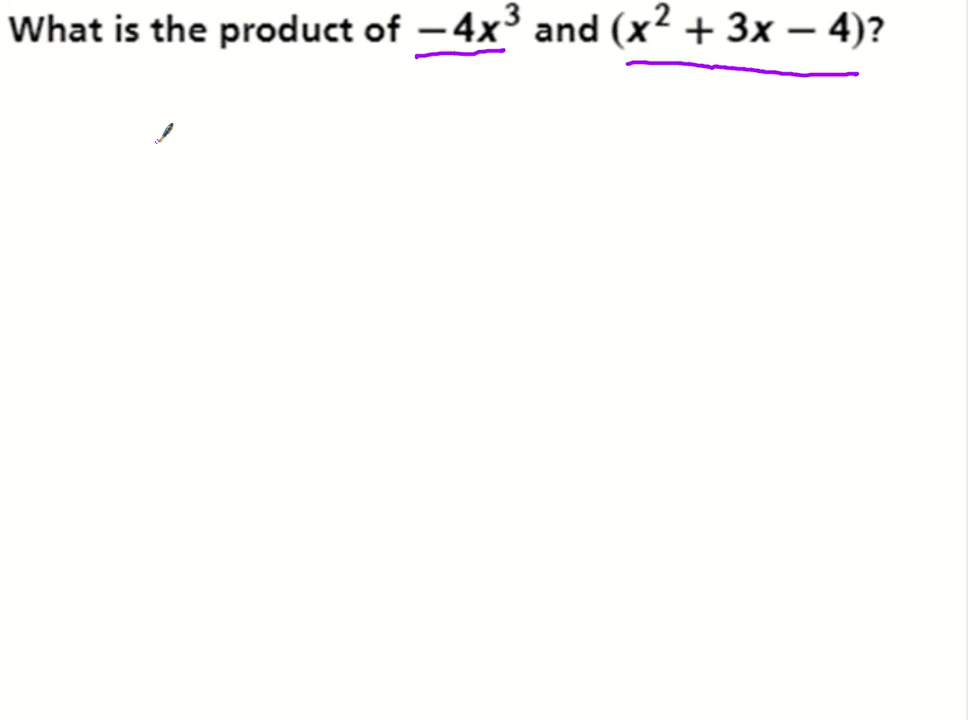 What is the product of −4x³ and (x² + 3x − 4)?